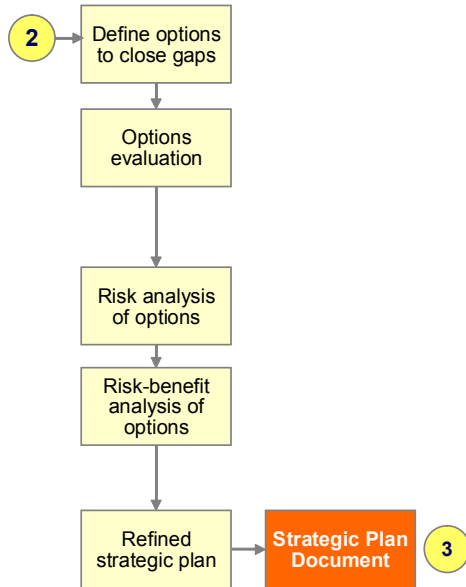 2
Define options
to close gaps
Options
evaluation
Risk analysis
of options
Risk-benefit
analysis of
options
Refined
strategic plan
Strategic Plan
Document
3